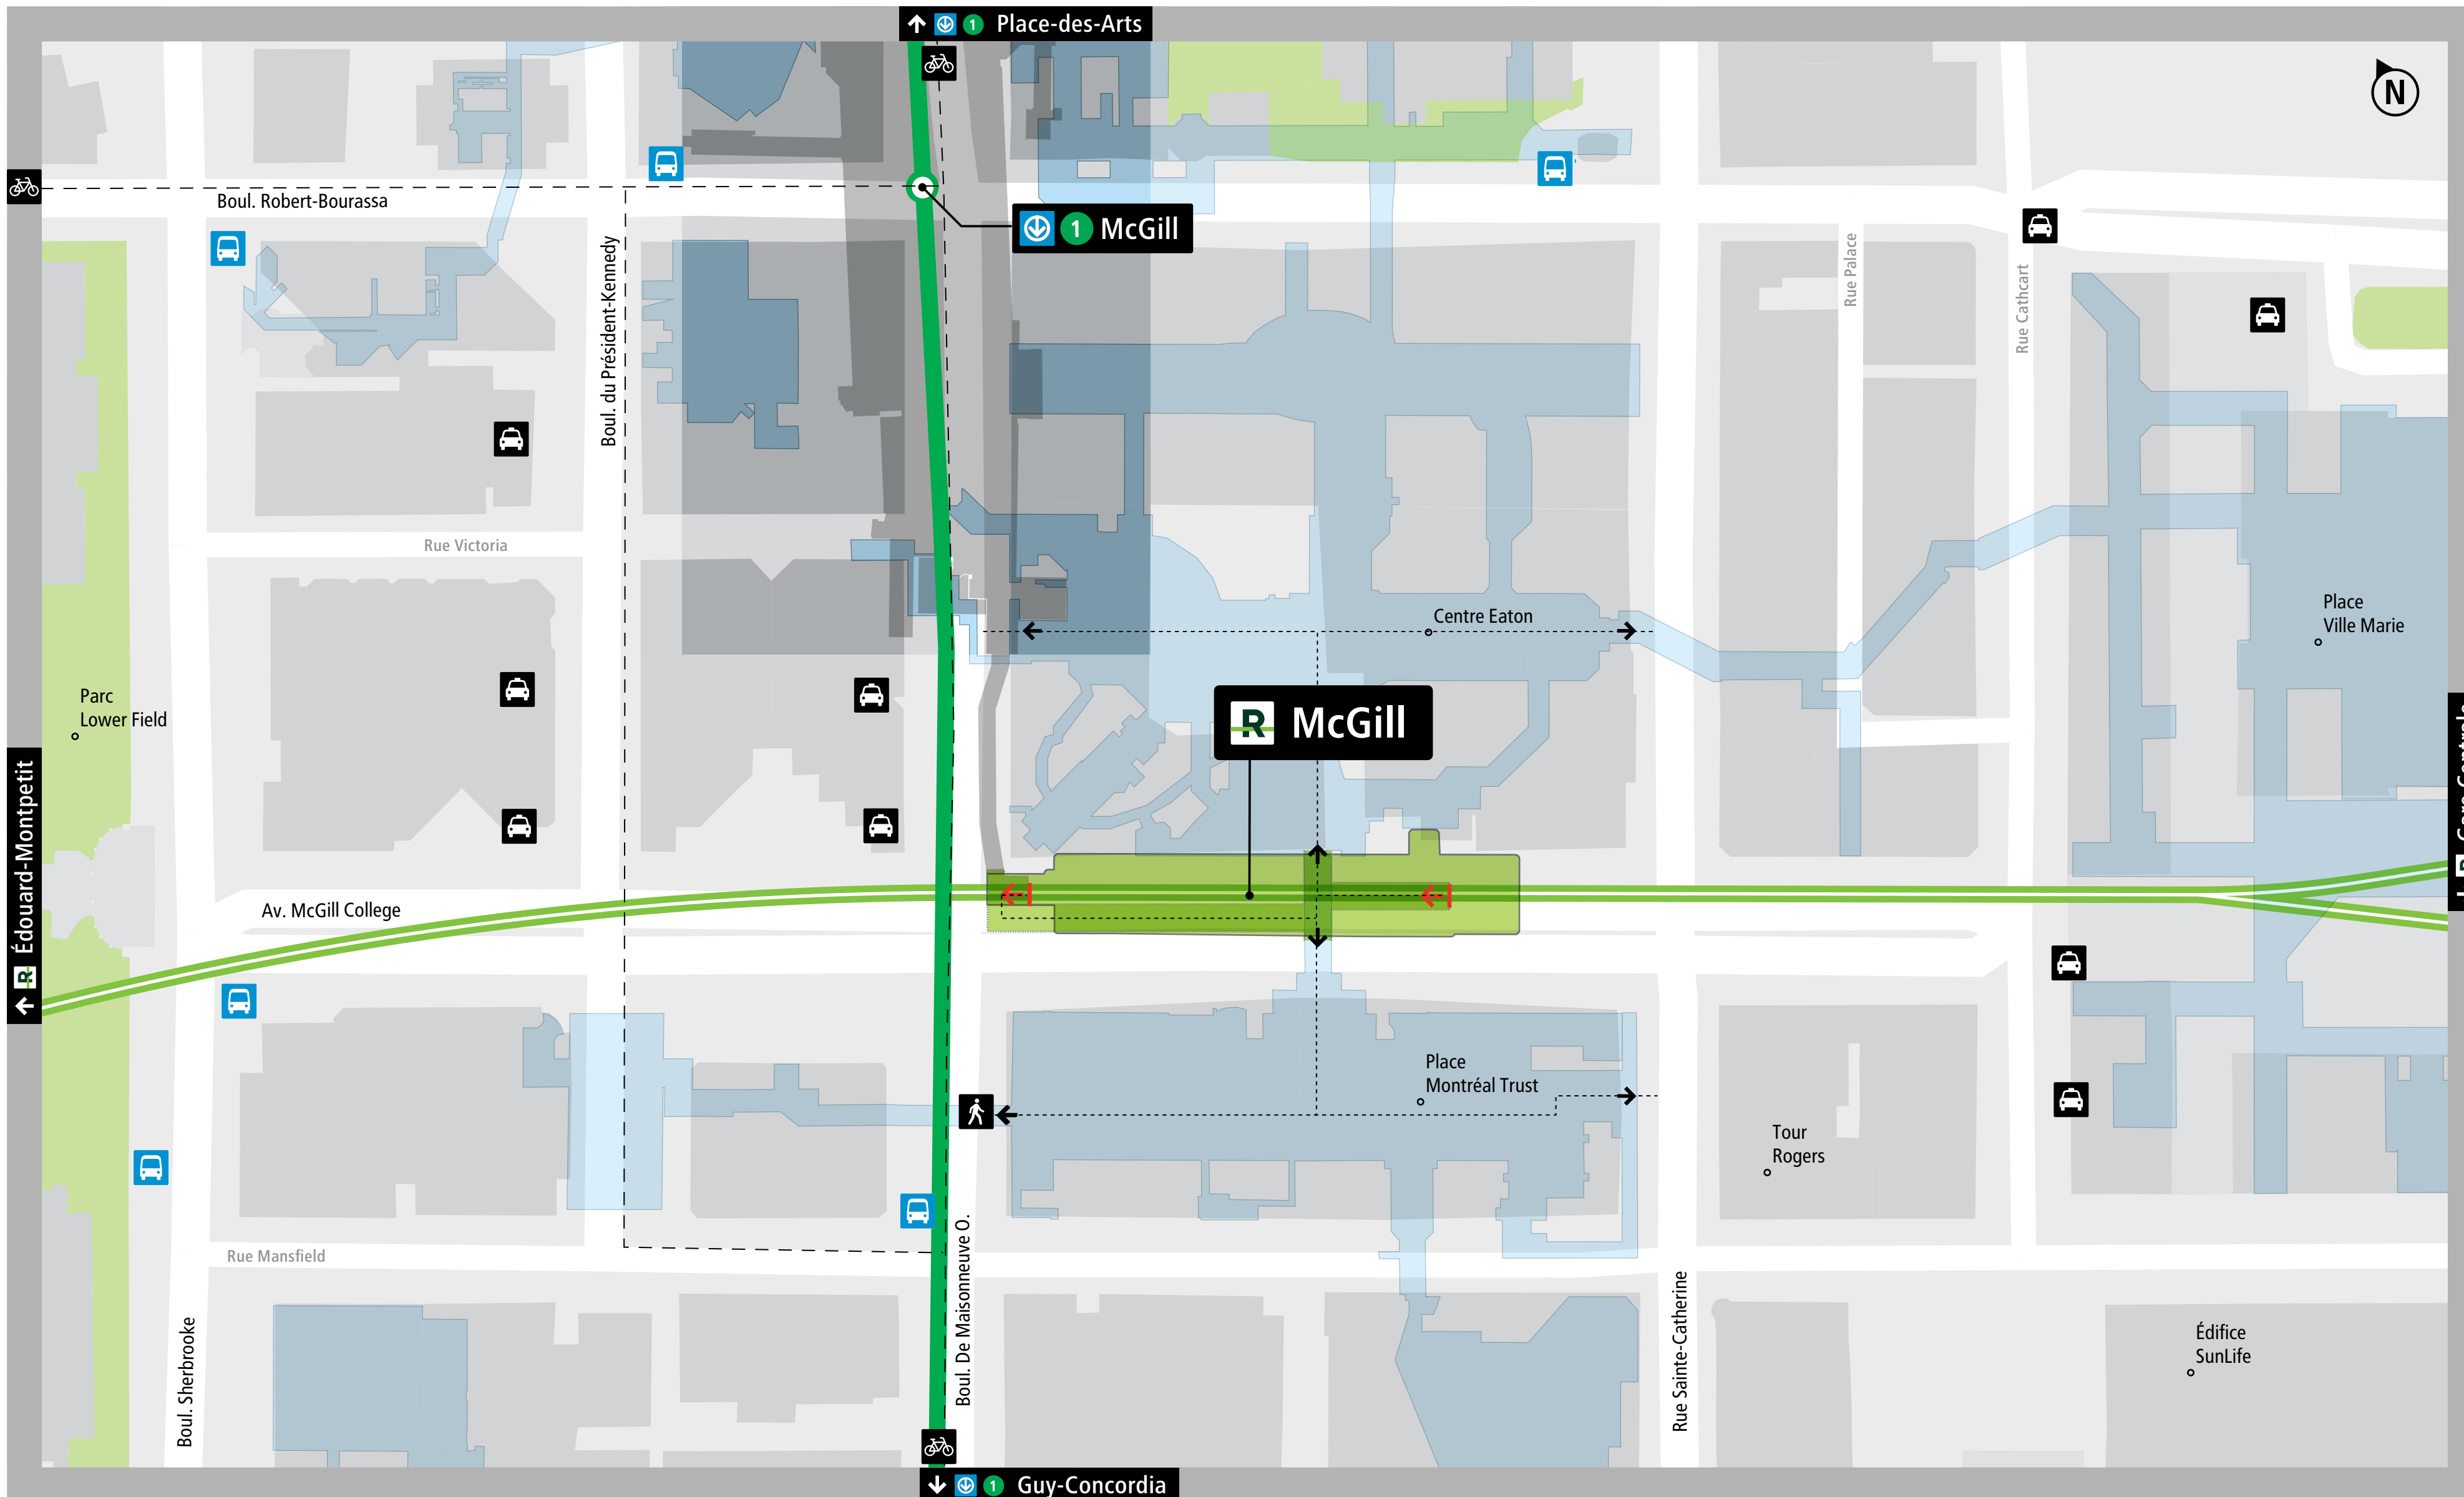 1 Place-des-Arts
N
Boul. Robert-Bourassa
1 McGill
Boul. du Président-Kennedy
Rue Palace
Rue Cathcart
Rue Victoria
Centre Eaton
Place
Ville Marie
Parc
Lower Field
R McGill
R Édouard-Montpetit
Av. McGill College
Place
Montréal Trust
Tour
Rogers
Rue Mansfield
Boul. Sherbrooke
Boul. De Maisonneuve O.
Rue Sainte-Catherine
Édifice
SunLife
1 Guy-Concordia